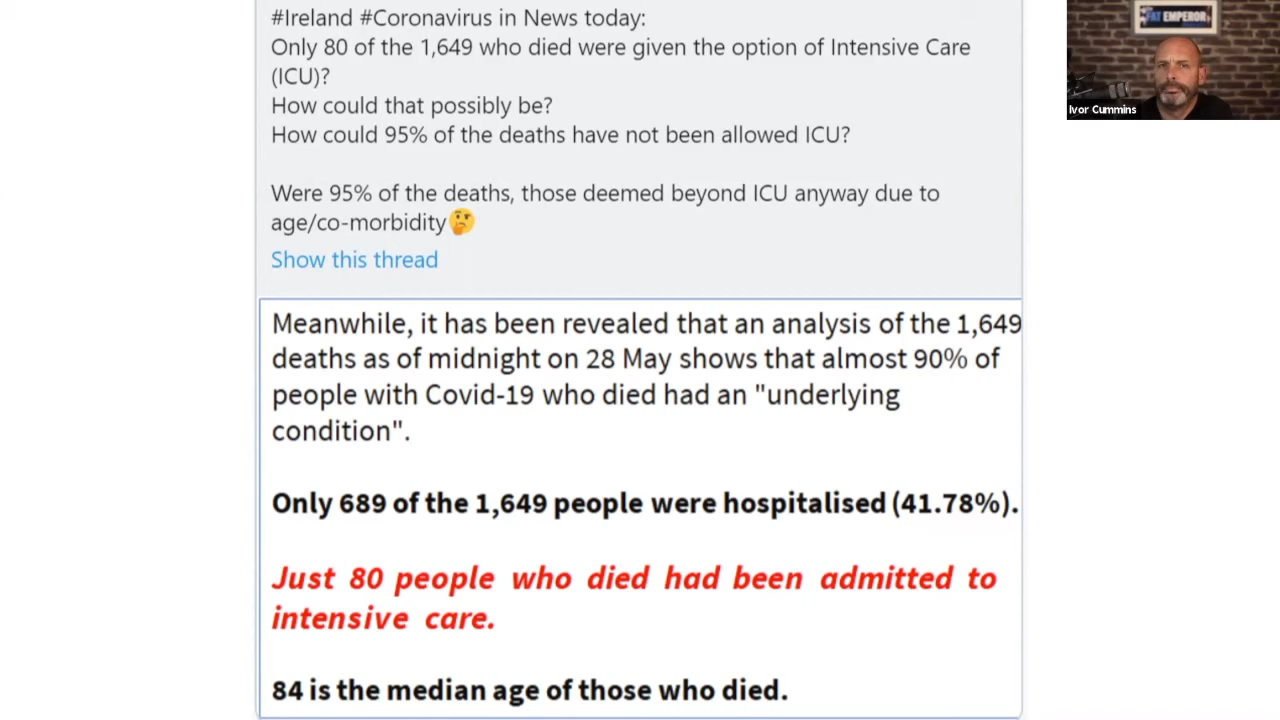 #Ireland #Coronavirus in News today:
Only 80 of the 1,649 who died were given the option of Intensive Care
(ICU)?
How could that possibly be?
How could 95% of the deaths have not been allowed ICU?
Were 95% of the deaths, those deemed beyond ICU anyway due to
age/co-morbidity🤔
Show this thread
Meanwhile, it has been revealed that an analysis of the 1,649
deaths as of midnight on 28 May shows that almost 90% of
people with Covid-19 who died had an "underlying
condition".
Only 689 of the 1,649 people were hospitalised (41.78%).
Just 80 people who died had been admitted to
intensive care.
84 is the median age of those who died.
FAT EMPEROR
Ivor Cummins